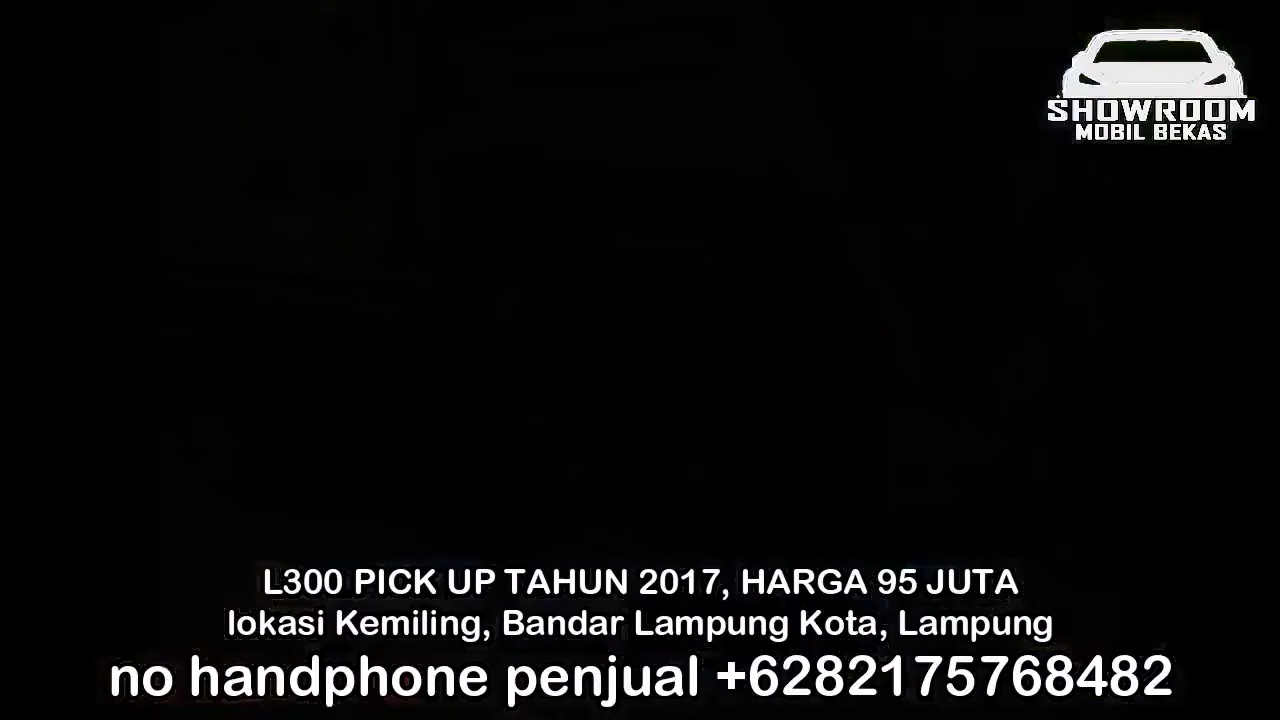 SHOWROOM
MOBIL BEKAS
L300 PICK UP TAHUN 2017, HARGA 95 JUTA
lokasi Kemiling, Bandar Lampung Kota, Lampung
no handphone penjual +6282175768482